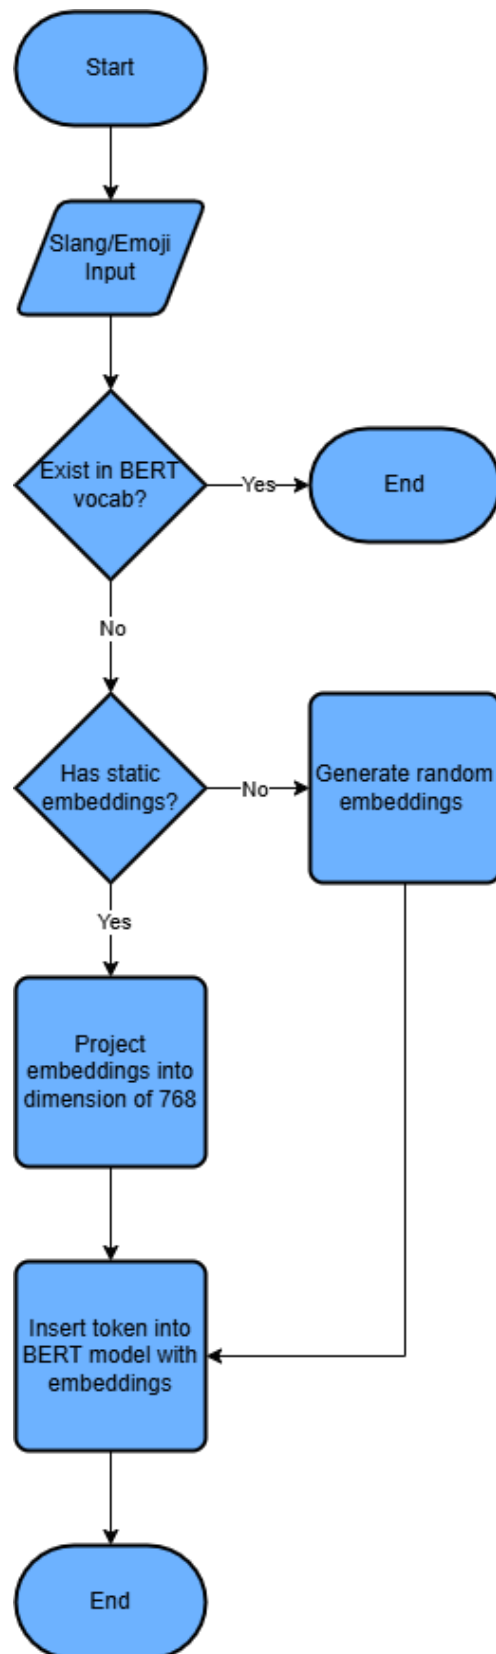 Start
Slang/Emoji
Input
Exist in BERT
vocab?
Yes
End
No
Has static
embeddings?
No
Generate random
embeddings
Yes
Project
embeddings into
dimension of 768
Insert token into
BERT model with
embeddings
End